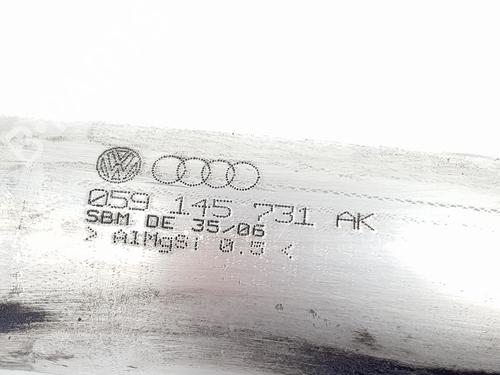 059 145 731 AK
SBM DE 35/06
> AlMgSi 0.5 <